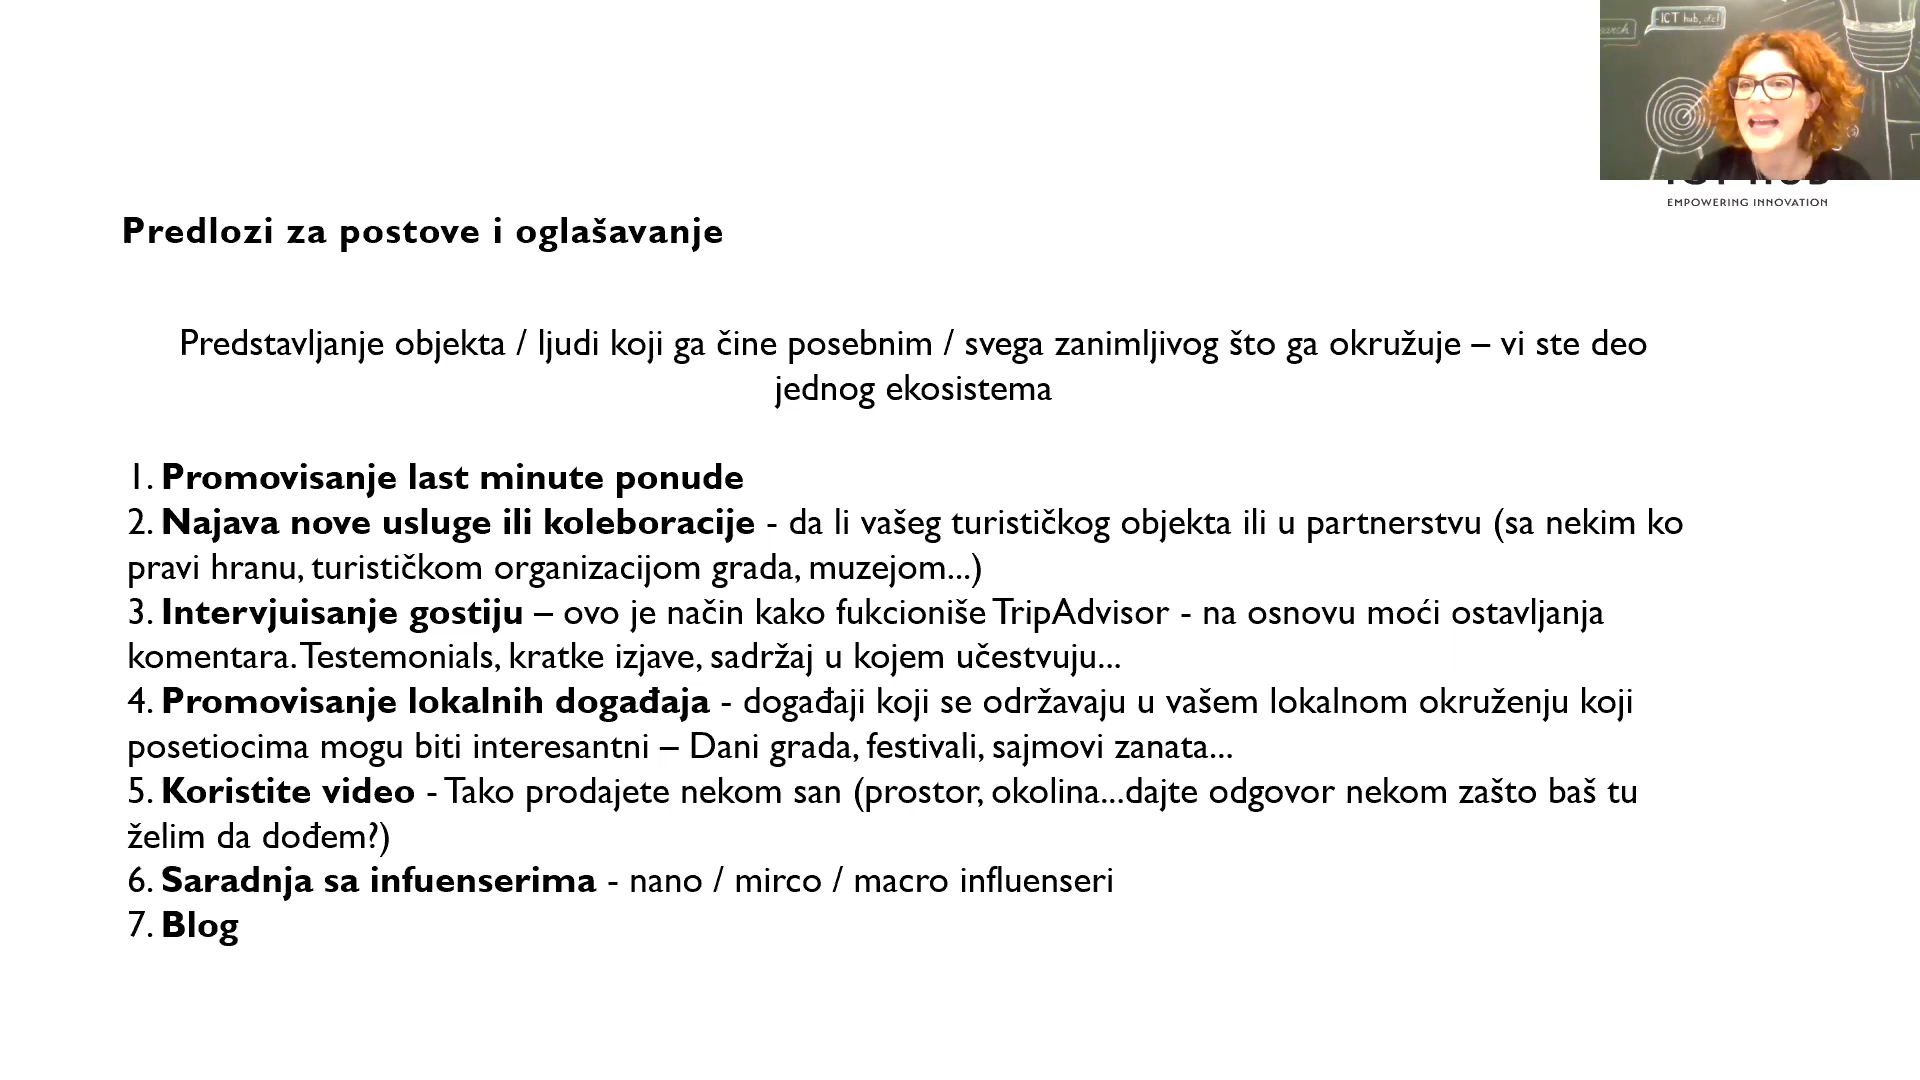 ICT hub, ofc!
ICT HUB
EMPOWERING INNOVATION
Predlozi za postove i oglašavanje
Predstavljanje objekta / ljudi koji ga čine posebnim / svega zanimljivog što ga okružuje – vi ste deo
jednog ekosistema
1. Promovisanje last minute ponude
2. Najava nove usluge ili koleboracije - da li vašeg turističkog objekta ili u partnerstvu (sa nekim ko
pravi hranu, turističkom organizacijom grada, muzejom...)
3. Intervjuisanje gostiju – ovo je način kako fukcioniše TripAdvisor - na osnovu moći ostavljanja
komentara. Testemonials, kratke izjave, sadržaj u kojem učestvuju...
4. Promovisanje lokalnih događaja - događaji koji se održavaju u vašem lokalnom okruženju koji
posetiocima mogu biti interesantni – Dani grada, festivali, sajmovi zanata...
5. Koristite video - Tako prodajete nekom san (prostor, okolina...dajte odgovor nekom zašto baš tu
želim da dođem?)
6. Saradnja sa infuenserima - nano / mirco / macro influenseri
7. Blog